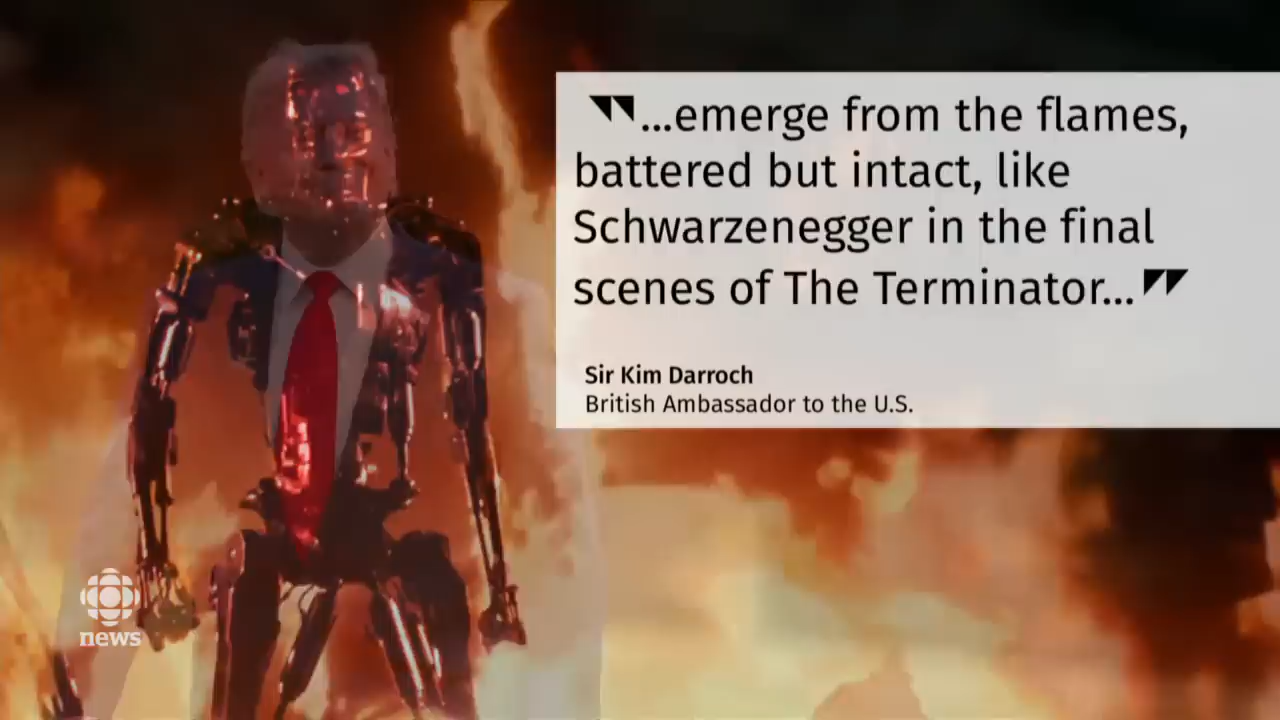 "...emerge from the flames,
battered but intact, like
Schwarzenegger in the final
scenes of The Terminator..."
Sir Kim Darroch
British Ambassador to the U.S.
news